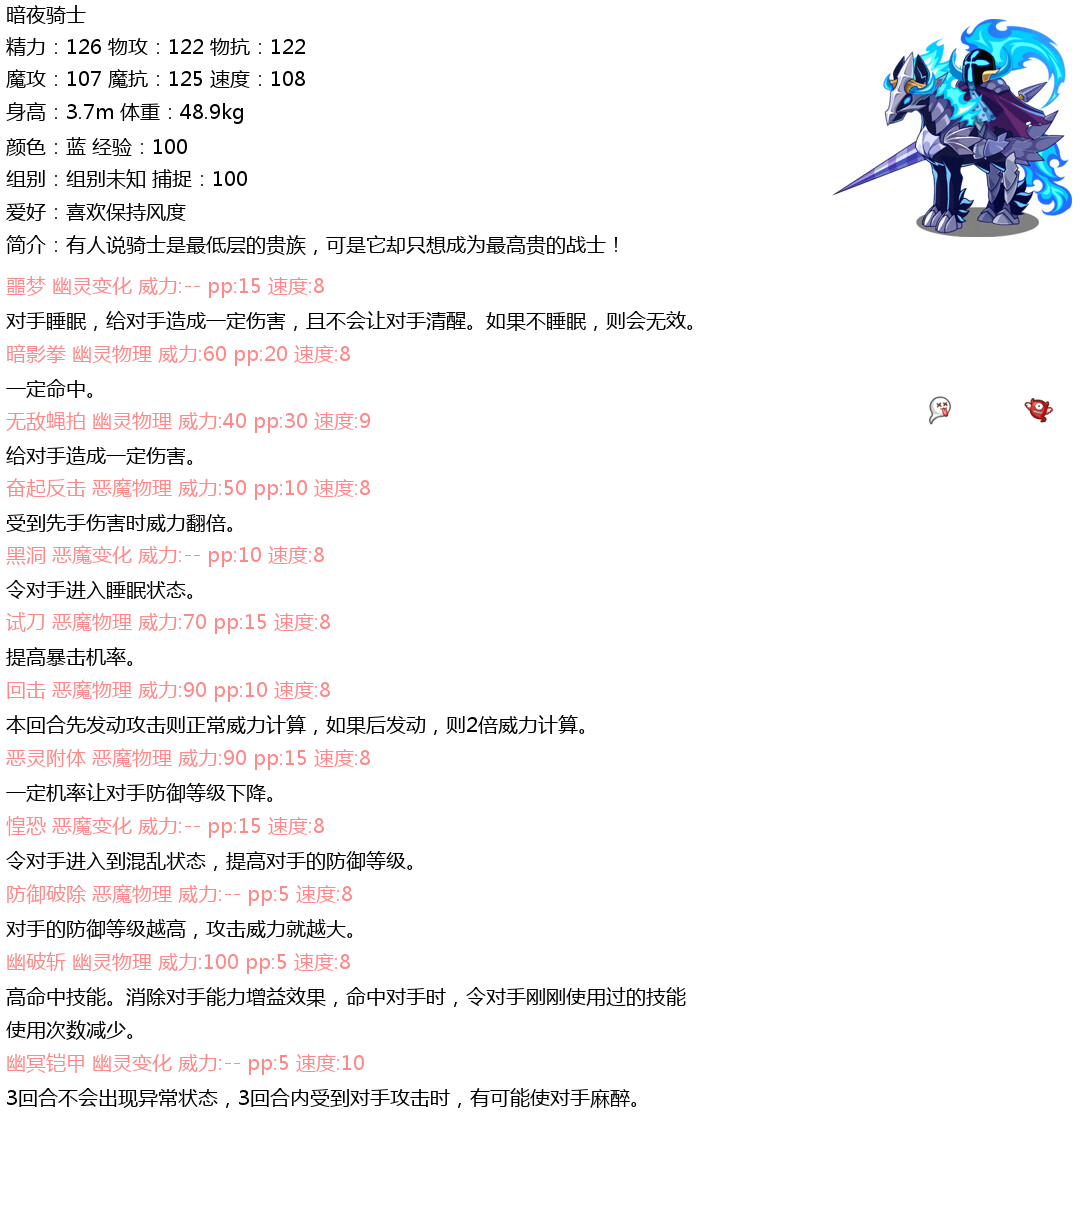 暗夜骑士
精力：126 物攻：122 物抗：122
魔攻：107 魔抗：125 速度：108
身高：3.7m 体重：48.9kg
颜色：蓝 经验：100
组别：组别未知 捕捉：100
爱好：喜欢保持风度
简介：有人说骑士是最低层的贵族，可是它却只想成为最高贵的战士！
噩梦 幽灵变化 威力:-- pp:15 速度:8
对手睡眠，给对手造成一定伤害，且不会让对手清醒。如果不睡眠，则会无效。
暗影拳 幽灵物理 威力:60 pp:20 速度:8
一定命中。
无敌蝇拍 幽灵物理 威力:40 pp:30 速度:9
给对手造成一定伤害。
奋起反击 恶魔物理 威力:50 pp:10 速度:8
受到先手伤害时威力翻倍。
黑洞 恶魔变化 威力:-- pp:10 速度:8
令对手进入睡眠状态。
试刀 恶魔物理 威力:70 pp:15 速度:8
提高暴击机率。
回击 恶魔物理 威力:90 pp:10 速度:8
本回合先发动攻击则正常威力计算，如果后发动，则2倍威力计算。
恶灵附体 恶魔物理 威力:90 pp:15 速度:8
一定机率让对手防御等级下降。
惶恐 恶魔变化 威力:-- pp:15 速度:8
令对手进入到混乱状态，提高对手的防御等级。
防御破除 恶魔物理 威力:-- pp:5 速度:8
对手的防御等级越高，攻击威力就越大。
幽破斩 幽灵物理 威力:100 pp:5 速度:8
高命中技能。消除对手能力增益效果，命中对手时，令对手刚刚使用过的技能
使用次数减少。
幽冥铠甲 幽灵变化 威力:-- pp:5 速度:10
3回合不会出现异常状态，3回合内受到对手攻击时，有可能使对手麻醉。